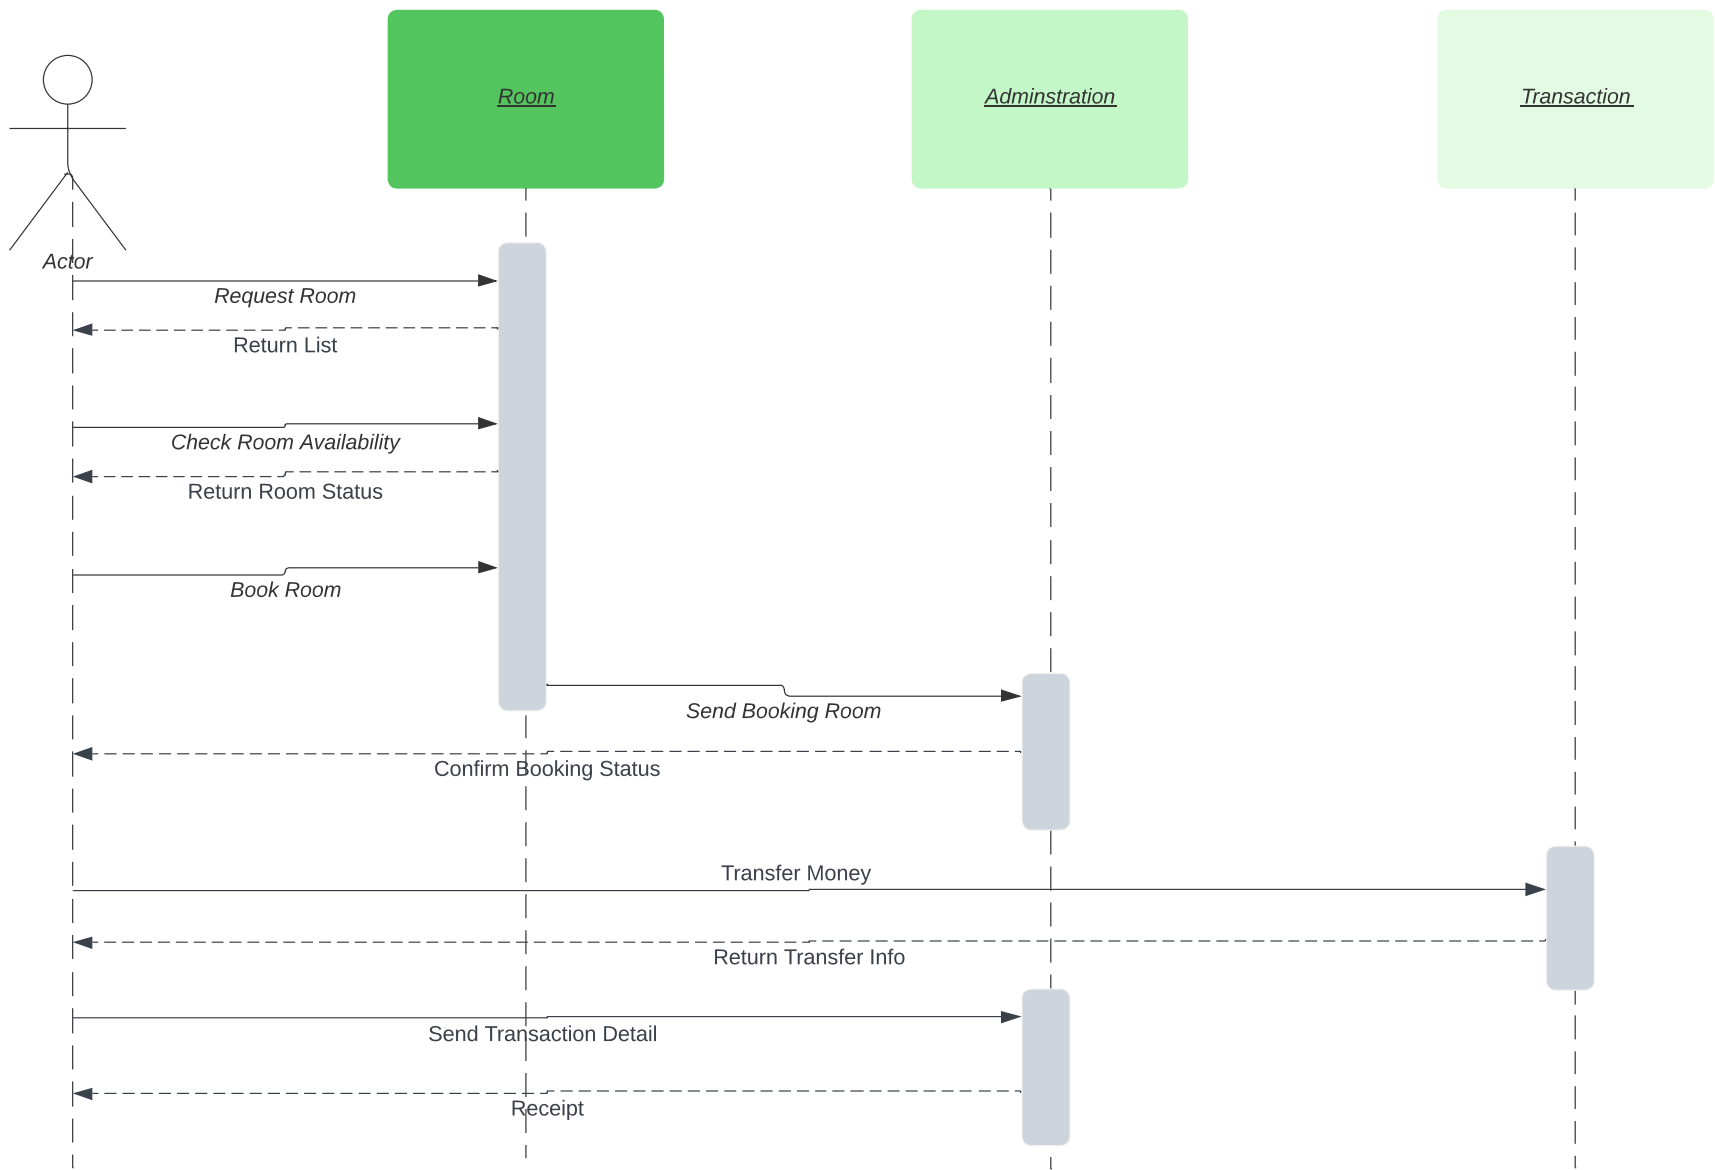 Room
Adminstration
Transaction
Actor
Request Room
Return List
Check Room Availability
Return Room Status
Book Room
Send Booking Room
Confirm Booking Status
Transfer Money
Return Transfer Info
Send Transaction Detail
Receipt